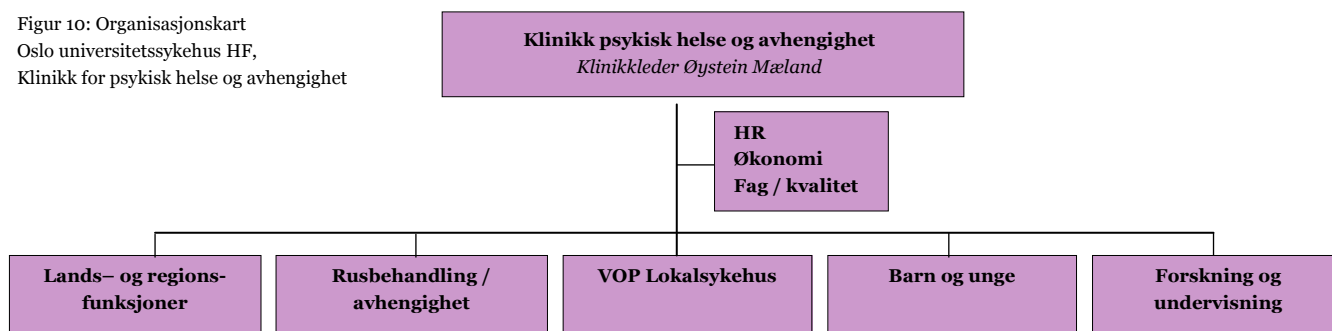 Figur 10: Organisasjonskart
Oslo universitetssykehus HF,
Klinikk for psykisk helse og avhengighet
Klinikk psykisk helse og avhengighet
Klinikkleder Øystein Mæland
HR
Økonomi
Fag / kvalitet
Lands– og regions-
funksjoner
Rusbehandling /
avhengighet
VOP Lokalsykehus
Barn og unge
Forskning og
undervisning